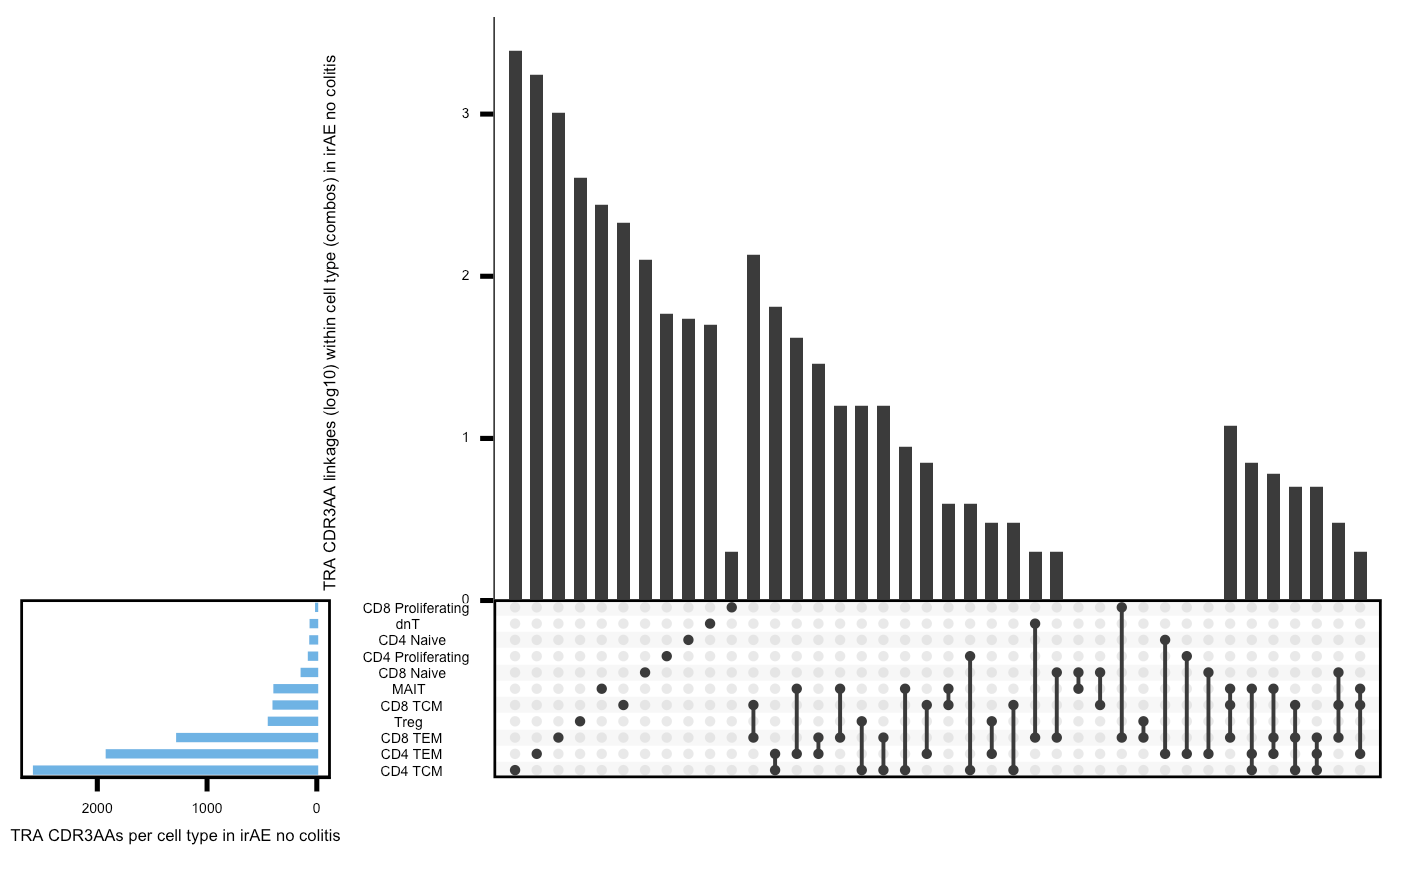 TRA CDR3AA linkages (log10) within cell type (combos) in irAE no colitis
3
2
1
0
CD8 Proliferating
dnT
CD4 Naive
CD4 Proliferating
CD8 Naive
MAIT
CD8 TCM
Treg
CD8 TEM
CD4 TEM
CD4 TCM
2000 1000 0
TRA CDR3AAs per cell type in irAE no colitis